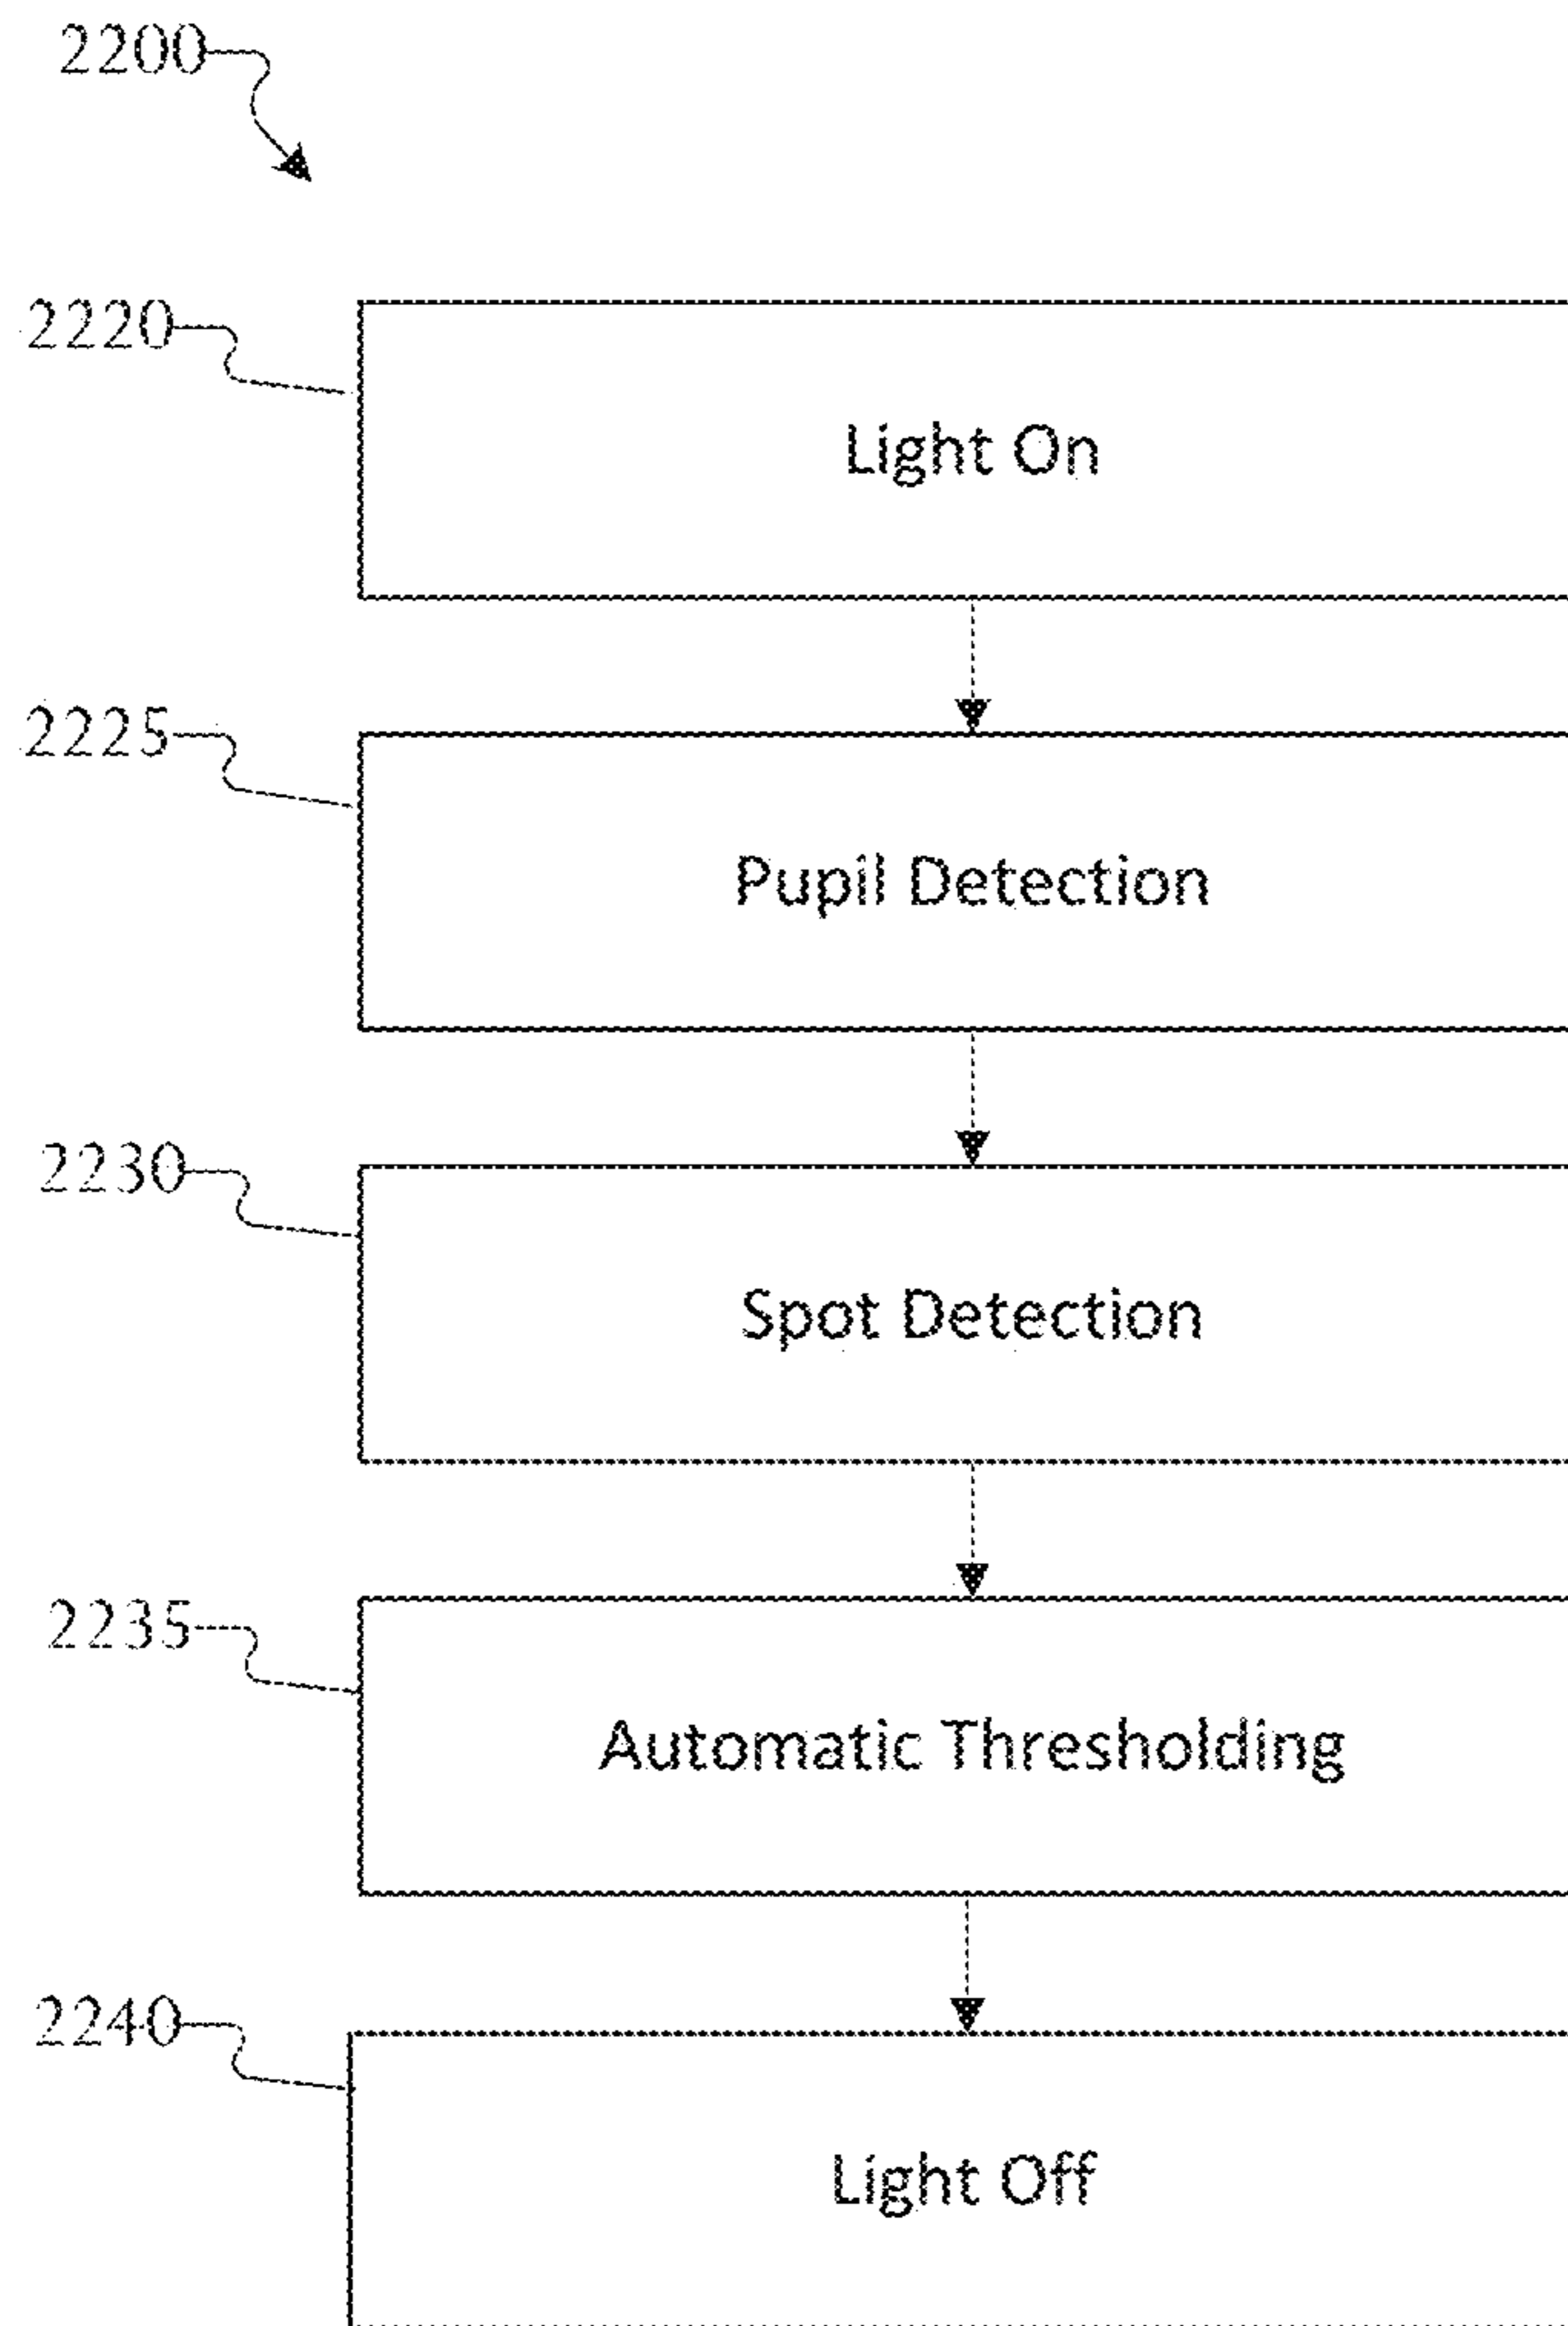 2200
2220
Light On
2225
Pupil Detection
2230
Spot Detection
2235
Automatic Thresholding
2240
Light Off